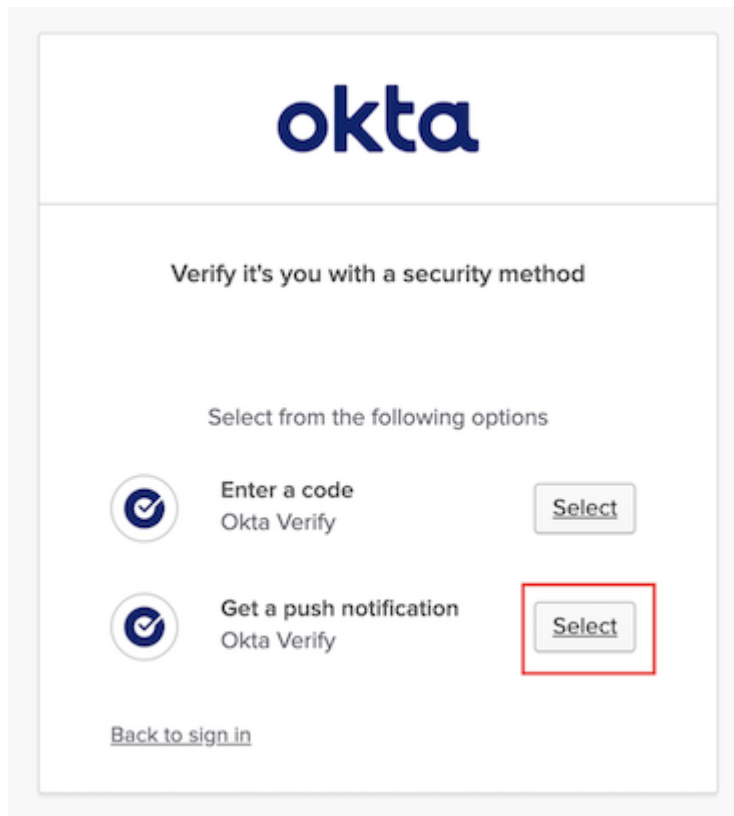 okta
Verify it's you with a security method
Select from the following options
Enter a code
Okta Verify
Select
Get a push notification
Okta Verify
Select
Back to sign in